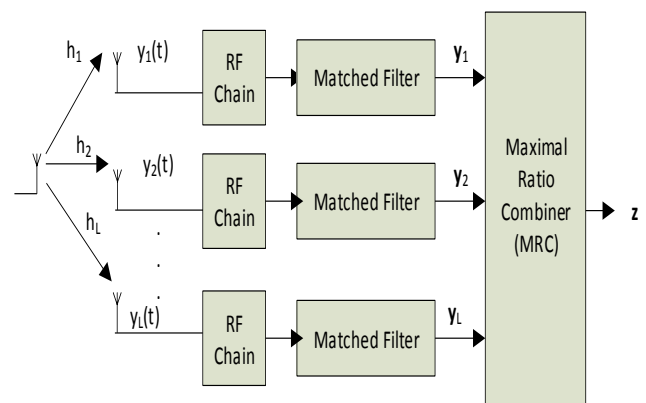 h1
y1(t)
RF
Chain
Matched Filter
y1
h2
y2(t)
RF
Chain
Matched Filter
y2
Maximal
Ratio
Combiner
(MRC)
z
hL
yL(t)
RF
Chain
Matched Filter
yL